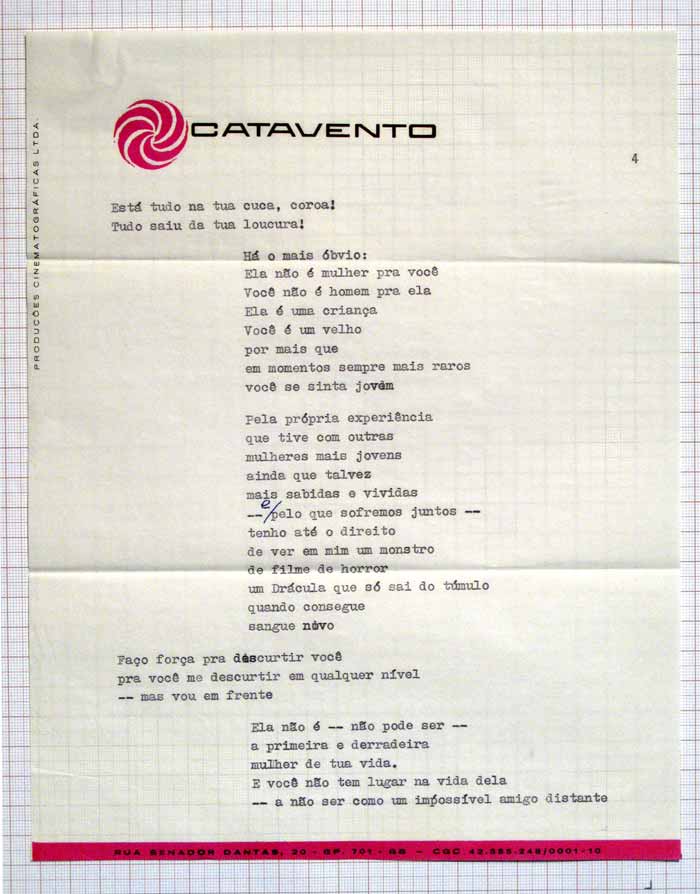 CATAVENTO
PRODUCÕES CINEMATOGRÁFICAS LTDA.
4
Está tudo na tua cuca, coroa!
Tudo saiu da tua loucura!
Há o mais óbvio:
Ela não é mulher pra você
Você não é homem pra ela
Ela é uma criança
Você é um velho
por mais que
em momentos sempre mais raros
você se sinta jovem
Pela própria experiência
que tive com outras
mulheres mais jovens
ainda que talvez
mais sabidas e vividas
-- e/pelo que sofremos juntos --
tenho até o direito
de ver em mim um monstro
de filme de horror
um Drácula que só sai do túmulo
quando consegue
sangue novo
Faço força pra descurtir você
pra você me descurtir em qualquer nível
-- mas vou em frente
Ela não é -- não pode ser --
a primeira e derradeira
mulher de tua vida.
E você não tem lugar na vida dela
-- a não ser como um impossível amigo distante
RUA SENADOR DANTAS, 20 - GP. 701 - GB - CGC 42.585.248/0001-10